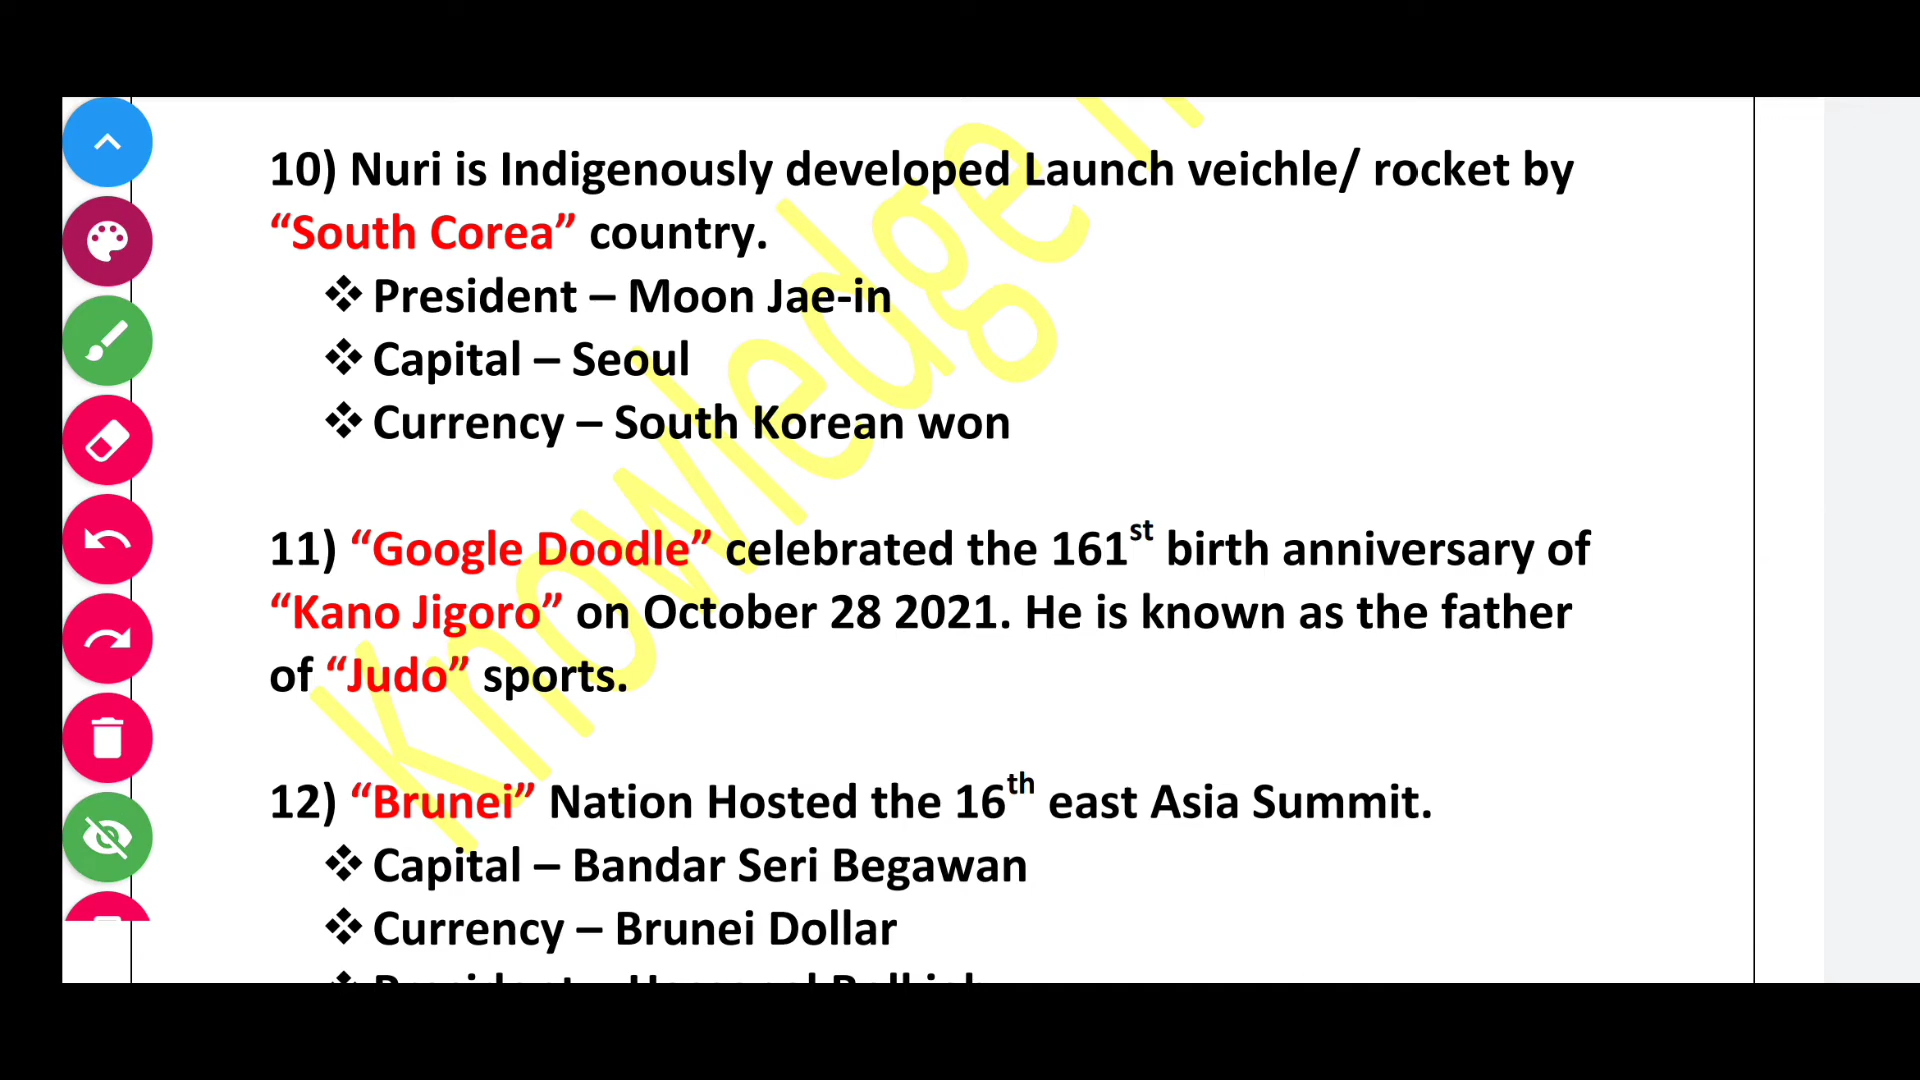 10) Nuri is Indigenously developed Launch veichle/ rocket by
“South Corea” country.
❖ President – Moon Jae-in
❖ Capital – Seoul
❖ Currency – South Korean won
11) “Google Doodle” celebrated the 161st birth anniversary of
“Kano Jigoro” on October 28 2021. He is known as the father
of “Judo” sports.
12) “Brunei” Nation Hosted the 16th east Asia Summit.
❖ Capital – Bandar Seri Begawan
❖ Currency – Brunei Dollar
Knowledge